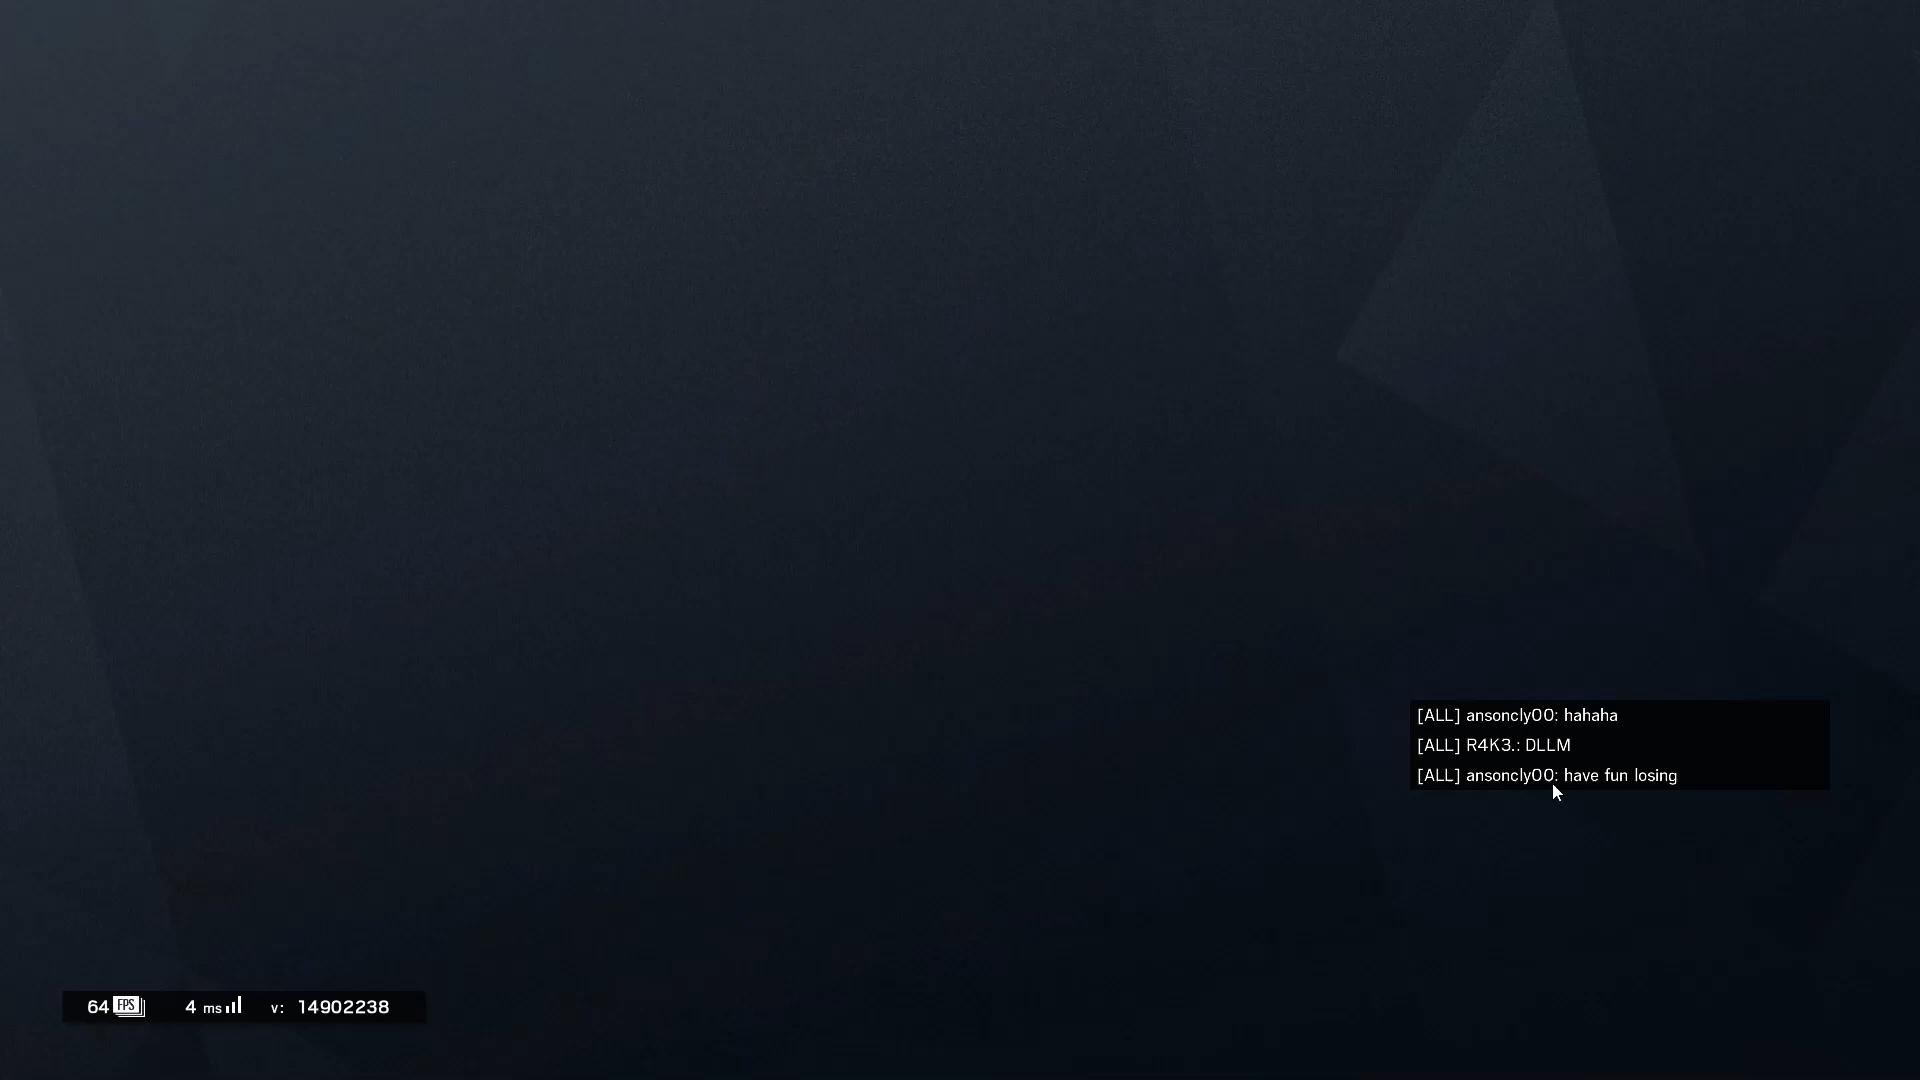 [ALL] ansoncly00: hahaha
[ALL] R4K3.: DLLM
[ALL] ansoncly00: have fun losing
64 FPS 4 ms v: 14902238